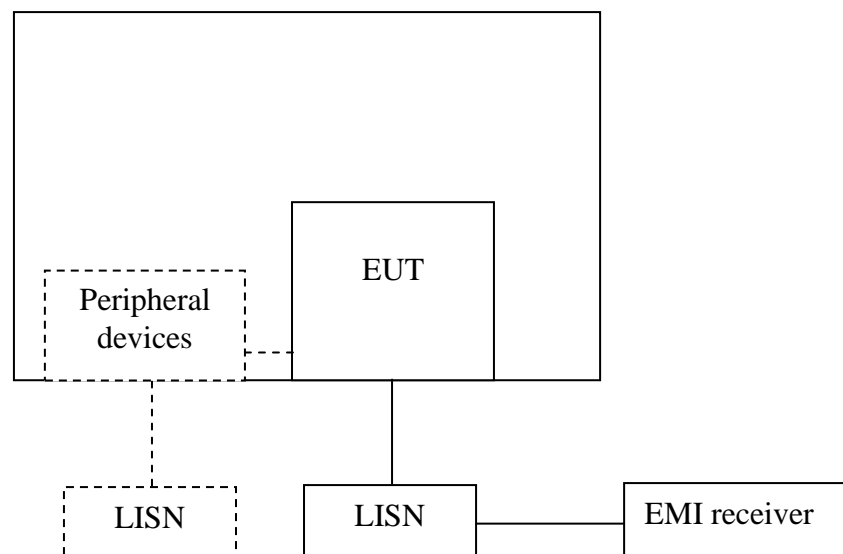 EUT
Peripheral
devices
LISN
LISN
EMI receiver